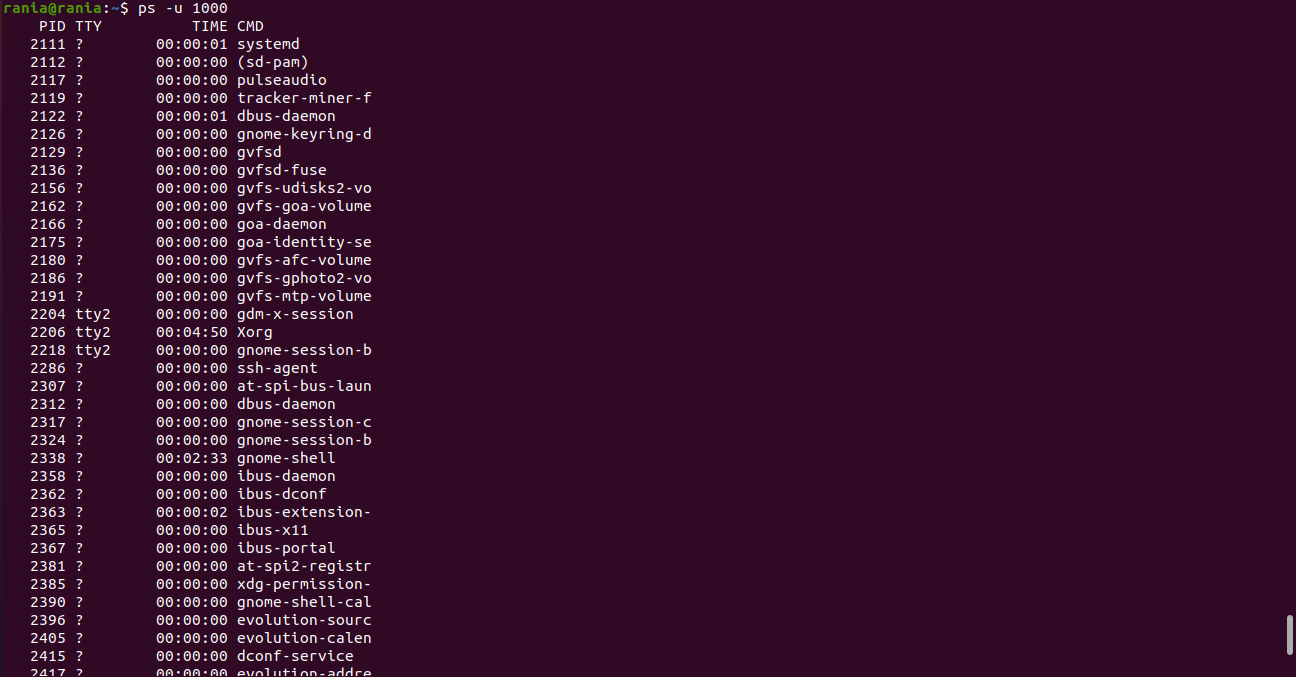 rania@rania:~$ ps -u 1000
    PID TTY          TIME CMD
   2111 ?        00:00:01 systemd
   2112 ?        00:00:00 (sd-pam)
   2117 ?        00:00:00 pulseaudio
   2119 ?        00:00:00 tracker-miner-f
   2122 ?        00:00:01 dbus-daemon
   2126 ?        00:00:00 gnome-keyring-d
   2129 ?        00:00:00 gvfsd
   2136 ?        00:00:00 gvfsd-fuse
   2156 ?        00:00:00 gvfs-udisks2-vo
   2162 ?        00:00:00 gvfs-goa-volume
   2166 ?        00:00:00 goa-daemon
   2175 ?        00:00:00 goa-identity-se
   2180 ?        00:00:00 gvfs-afc-volume
   2186 ?        00:00:00 gvfs-gphoto2-vo
   2191 ?        00:00:00 gvfs-mtp-volume
   2204 tty2     00:00:00 gdm-x-session
   2206 tty2     00:04:50 Xorg
   2218 tty2     00:00:00 gnome-session-b
   2286 ?        00:00:00 ssh-agent
   2307 ?        00:00:00 at-spi-bus-laun
   2312 ?        00:00:00 dbus-daemon
   2317 ?        00:00:00 gnome-session-c
   2324 ?        00:00:00 gnome-session-b
   2338 ?        00:02:33 gnome-shell
   2358 ?        00:00:00 ibus-daemon
   2362 ?        00:00:00 ibus-dconf
   2363 ?        00:00:02 ibus-extension-
   2365 ?        00:00:00 ibus-x11
   2367 ?        00:00:00 ibus-portal
   2381 ?        00:00:00 at-spi2-registr
   2385 ?        00:00:00 xdg-permission-
   2390 ?        00:00:00 gnome-shell-cal
   2396 ?        00:00:00 evolution-sourc
   2405 ?        00:00:00 evolution-calen
   2415 ?        00:00:00 dconf-service
   2417 ?        00:00:00 evolution-addre